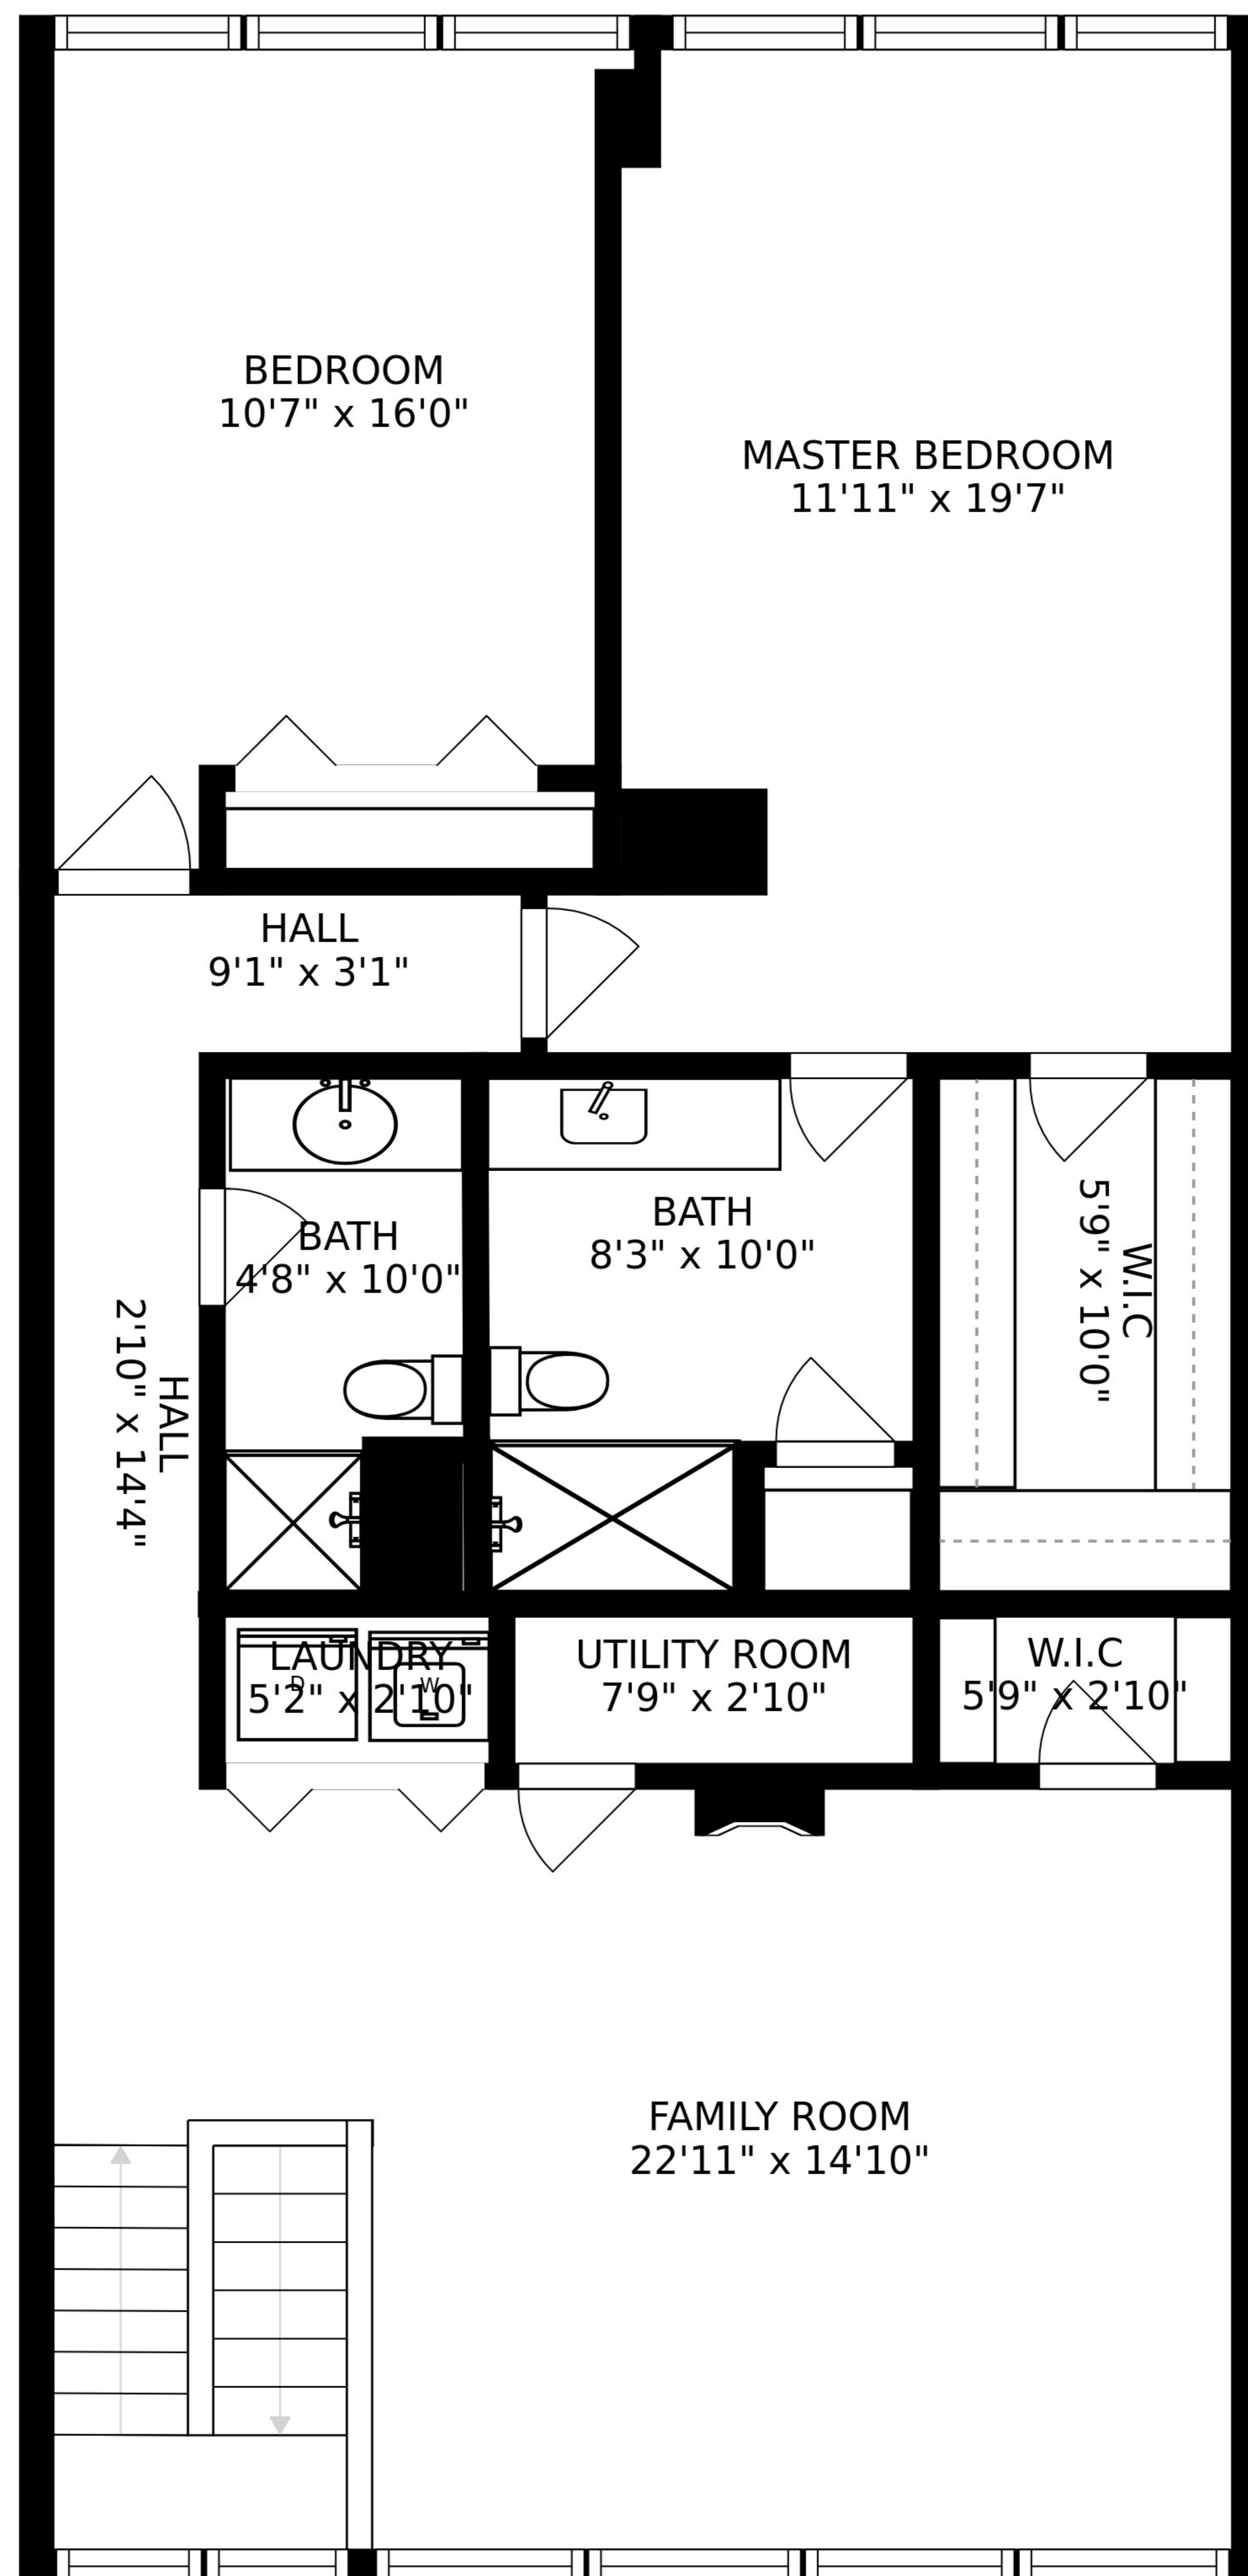 BEDROOM
10'7" x 16'0"
MASTER BEDROOM
11'11" x 19'7"
HALL
9'1" x 3'1"
BATH
4'8" x 10'0"
BATH
8'3" x 10'0"
W.I.C
5'9" x 10'0"
HALL
2'10" x 14'4"
LAUNDRY
5'2" x 2'10"
D
W
UTILITY ROOM
7'9" x 2'10"
W.I.C
5'9" x 2'10"
FAMILY ROOM
22'11" x 14'10"